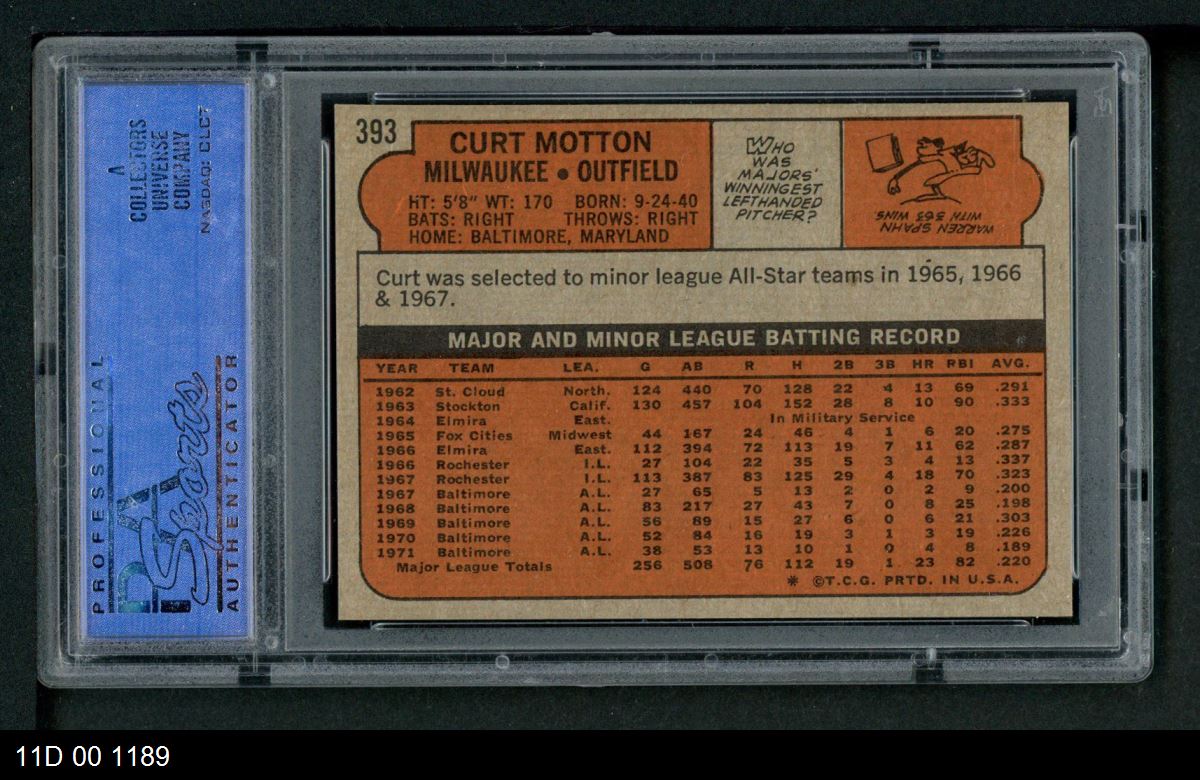 A
COLLECTORS
UNIVERSE
COMPANY
NASDAQ: CLCT
PROFESSIONAL
PSA
Sports
AUTHENTICATOR
393
CURT MOTTON
MILWAUKEE • OUTFIELD
HT: 5'8" WT: 170 BORN: 9-24-40
BATS: RIGHT THROWS: RIGHT
HOME: BALTIMORE, MARYLAND
WHO
WAS
MAJORS'
WINNINGEST
LEFTHANDED
PITCHER?
WARREN SPAHN
WITH 363 WINS
Curt was selected to minor league All-Star teams in 1965, 1966
& 1967.
MAJOR AND MINOR LEAGUE BATTING RECORD
YEAR TEAM LEA. G AB R H 2B 3B HR RBI AVG.
1962 St. Cloud North. 124 440 70 128 22 4 13 69 .291
1963 Stockton Calif. 130 457 104 152 28 8 10 90 .333
1964 Elmira East. In Military Service
1965 Fox Cities Midwest 44 167 24 46 4 1 6 20 .275
1966 Elmira East. 112 394 72 113 19 7 11 62 .287
1966 Rochester I.L. 27 104 22 35 5 3 4 13 .337
1967 Rochester I.L. 113 387 83 125 29 4 18 70 .323
1967 Baltimore A.L. 27 65 5 13 2 0 2 9 .200
1968 Baltimore A.L. 83 217 27 43 7 0 8 25 .198
1969 Baltimore A.L. 56 89 15 27 6 0 6 21 .303
1970 Baltimore A.L. 52 84 16 19 3 1 3 19 .226
1971 Baltimore A.L. 38 53 13 10 1 0 4 8 .189
Major League Totals 256 508 76 112 19 1 23 82 .220
* ©T.C.G. PRTD. IN U.S.A.
11D 00 1189